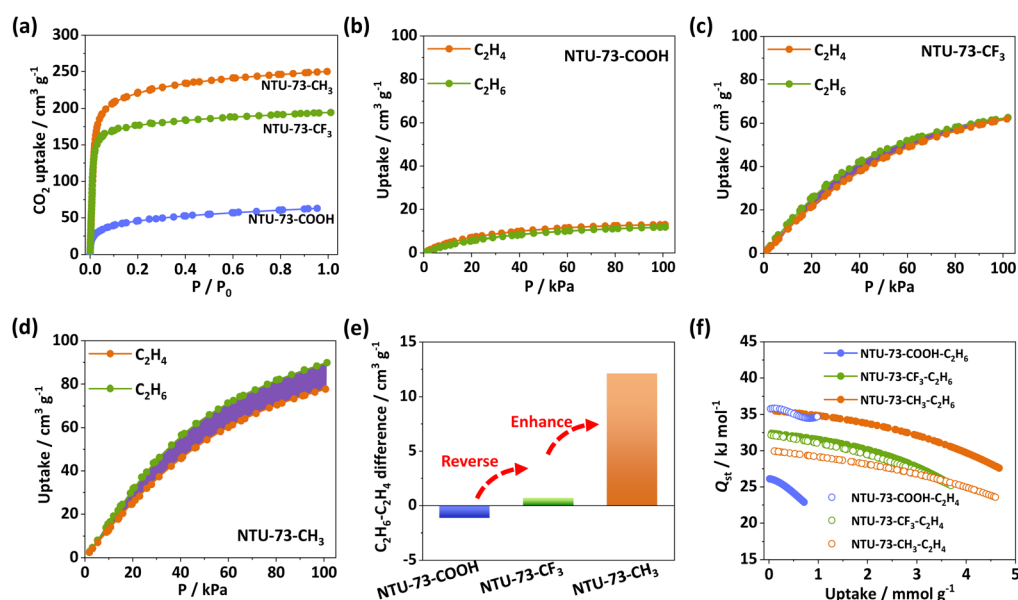 (a)
300
250
200
150
100
50
0
CO₂ uptake / cm³ g⁻¹
NTU-73-CH₃
NTU-73-CF₃
NTU-73-COOH
0.0 0.2 0.4 0.6 0.8 1.0
P / P₀
(b)
100
80
60
40
20
0
Uptake / cm³ g⁻¹
C₂H₄
C₂H₆
NTU-73-COOH
0 20 40 60 80 100
P / kPa
(c)
100
80
60
40
20
0
Uptake / cm³ g⁻¹
C₂H₄
C₂H₆
NTU-73-CF₃
0 20 40 60 80 100
P / kPa
(d)
100
80
60
40
20
0
Uptake / cm³ g⁻¹
C₂H₄
C₂H₆
NTU-73-CH₃
0 20 40 60 80 100
P / kPa
(e)
15
10
5
0
-5
C₂H₆-C₂H₄ difference / cm³ g⁻¹
Reverse
Enhance
NTU-73-COOH
NTU-73-CF₃
NTU-73-CH₃
(f)
50
45
40
35
30
25
20
15
Qst / kJ mol⁻¹
NTU-73-COOH-C₂H₆
NTU-73-CF₃-C₂H₆
NTU-73-CH₃-C₂H₆
NTU-73-COOH-C₂H₄
NTU-73-CF₃-C₂H₄
NTU-73-CH₃-C₂H₄
0 1 2 3 4 5
Uptake / mmol g⁻¹